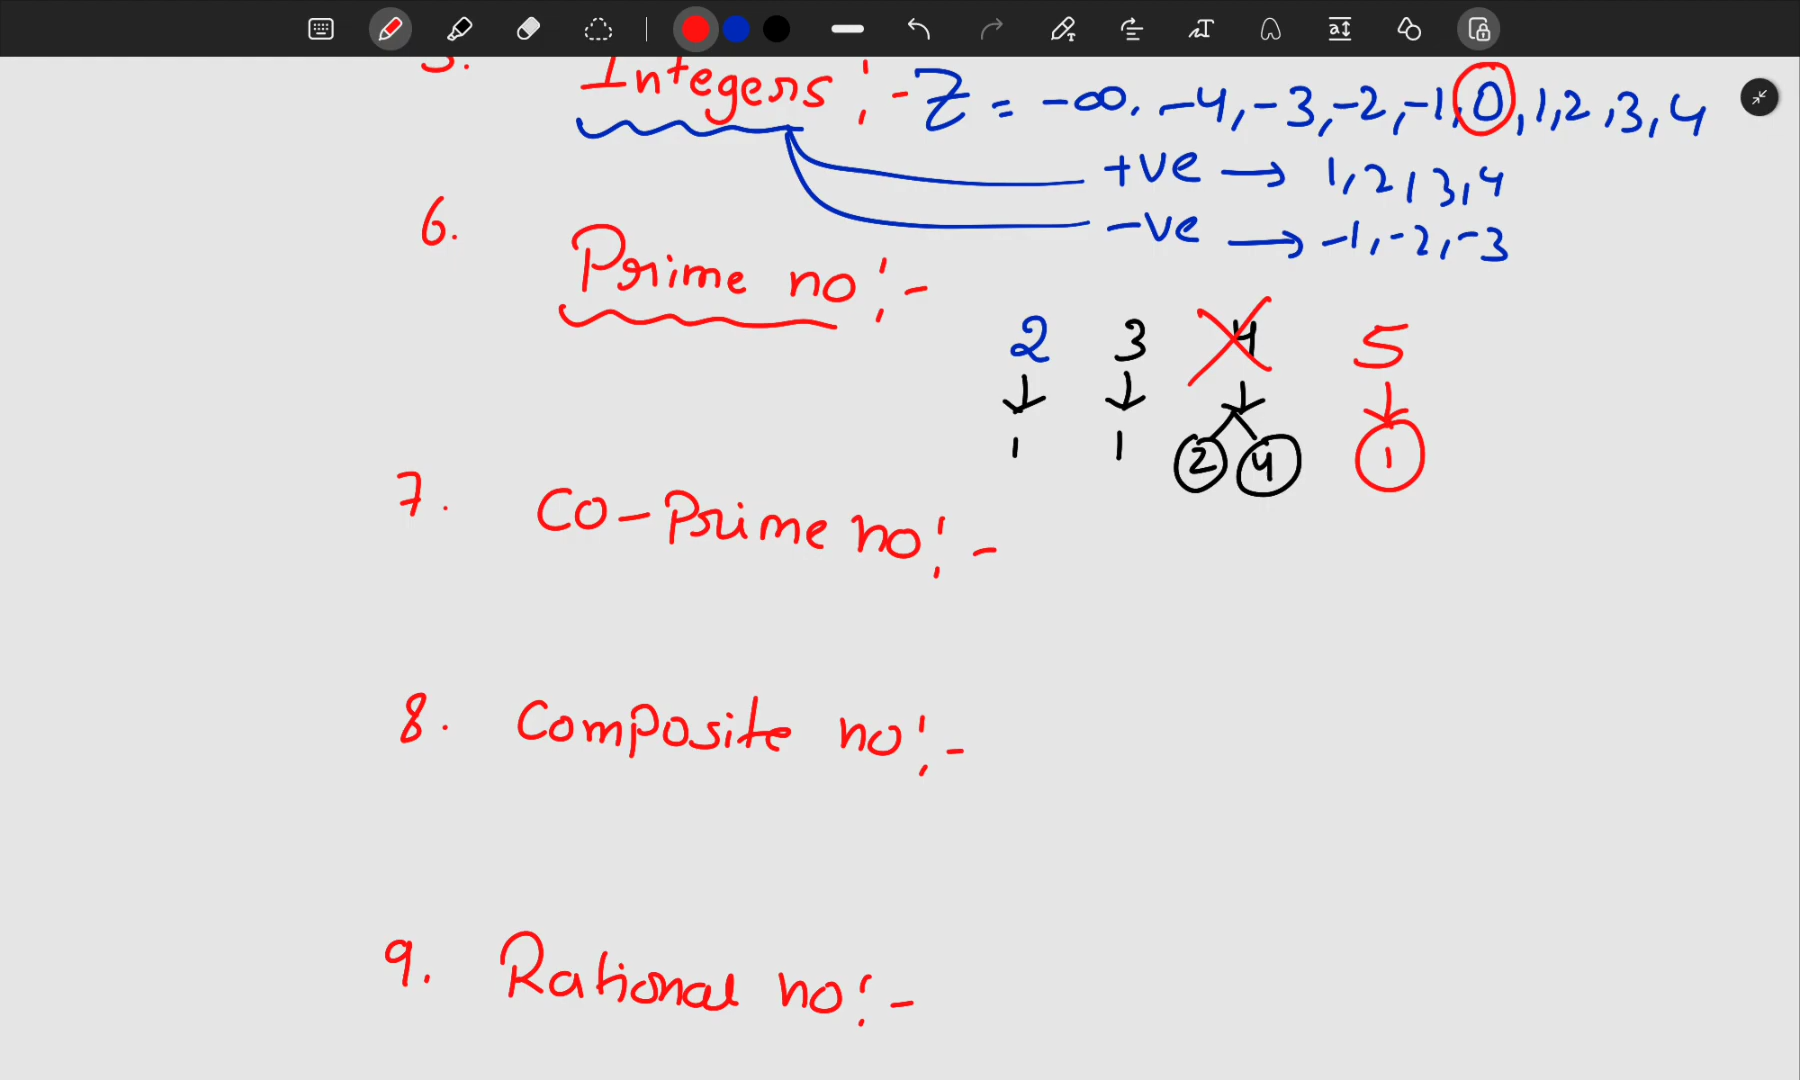 5. Integers :- Z = -∞, -4, -3, -2, -1, 0, 1, 2, 3, 4
+ve → 1, 2, 3, 4
-ve → -1, -2, -3
6. Prime no :-
2 3 4 5
1 1 2 4 1
7. Co-Prime no :-
8. Composite no :-
9. Rational no :-